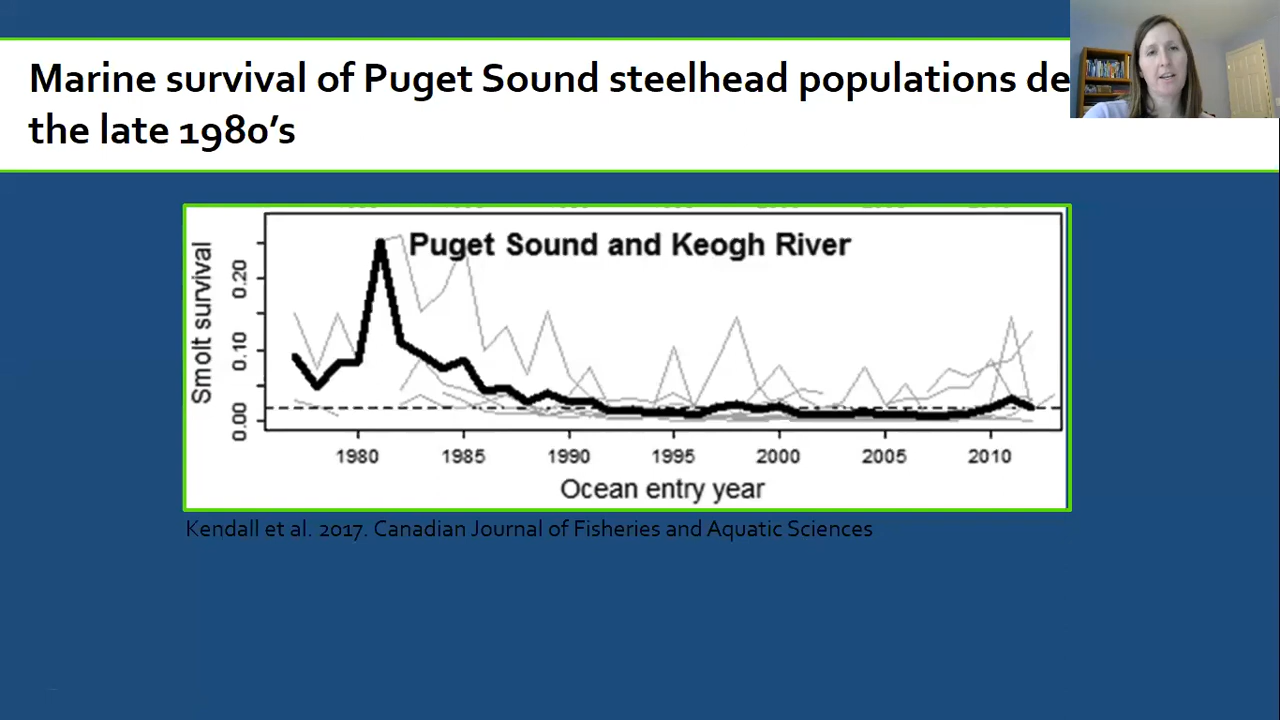 Marine survival of Puget Sound steelhead populations de
the late 1980’s
Puget Sound and Keogh River
Smolt survival
0.20
0.10
0.00
1980 1985 1990 1995 2000 2005 2010
Ocean entry year
Kendall et al. 2017. Canadian Journal of Fisheries and Aquatic Sciences